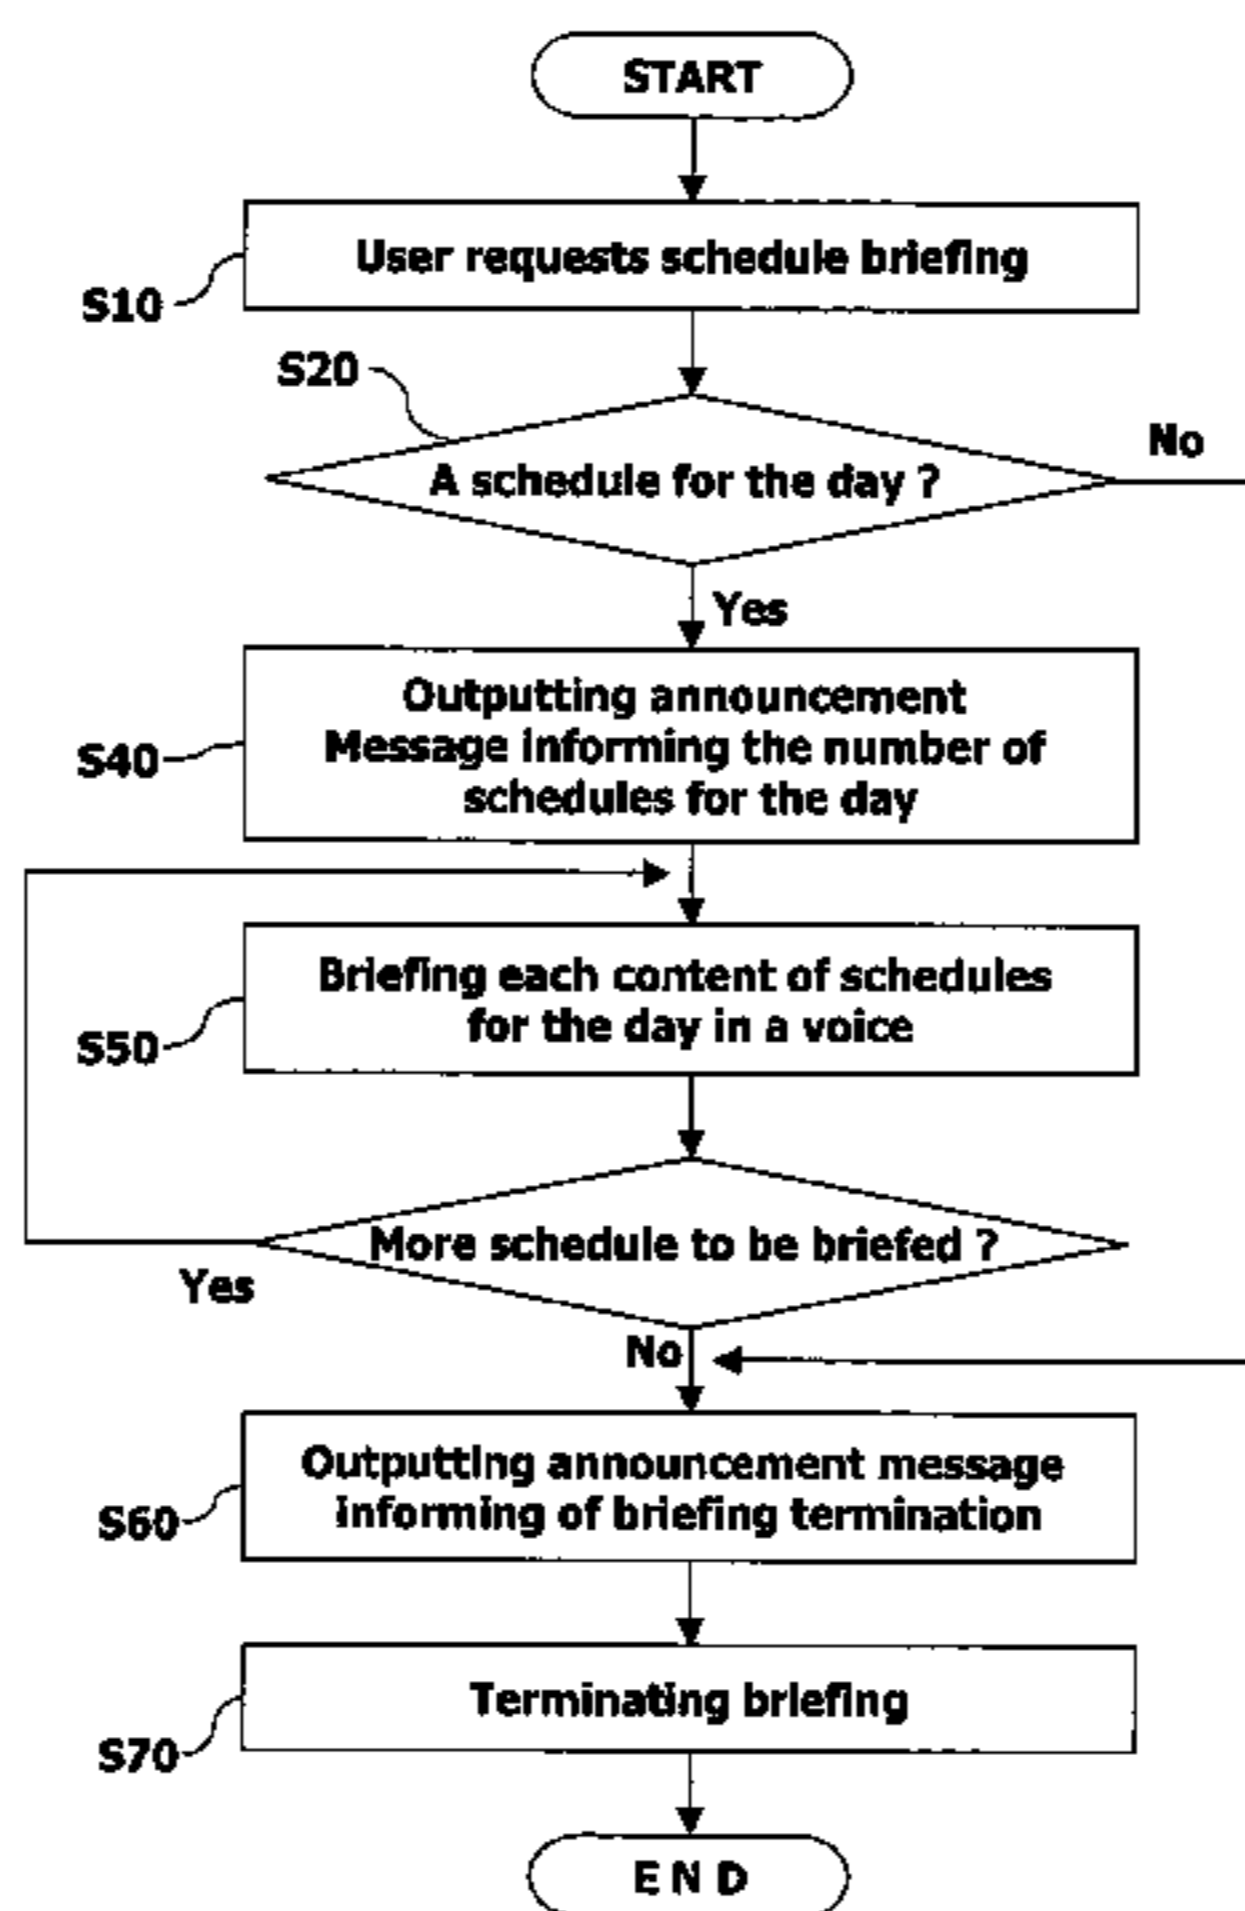 START
User requests schedule briefing
S10
S20
No
A schedule for the day ?
Yes
Outputting announcement
Message informing the number of
schedules for the day
S40
Briefing each content of schedules
for the day in a voice
S50
More schedule to be briefed ?
Yes
No
Outputting announcement message
informing of briefing termination
S60
Terminating briefing
S70
E N D